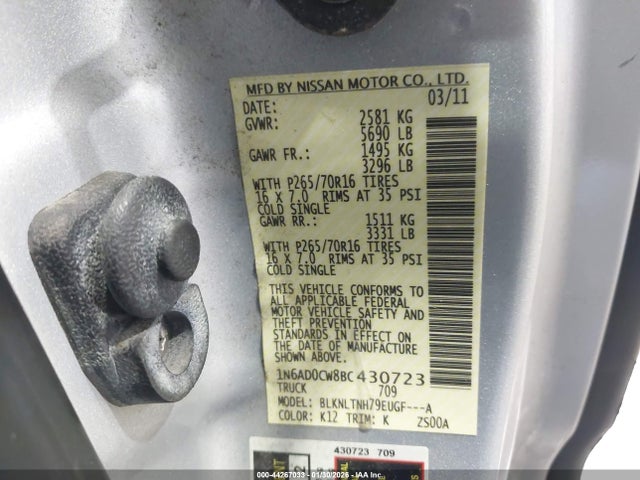 MFD BY NISSAN MOTOR CO., LTD.
DATE: 03/11
GVWR: 2581 KG
5690 LB
GAWR FR.: 1495 KG
3296 LB
WITH P265/70R16 TIRES
16 X 7.0 RIMS AT 35 PSI
COLD SINGLE
GAWR RR.: 1511 KG
3331 LB
WITH P265/70R16 TIRES
16 X 7.0 RIMS AT 35 PSI
COLD SINGLE
THIS VEHICLE CONFORMS TO
ALL APPLICABLE FEDERAL
MOTOR VEHICLE SAFETY AND
THEFT PREVENTION
STANDARDS IN EFFECT ON
THE DATE OF MANUFACTURE
SHOWN ABOVE.
1N6AD0CW8BC430723
TRUCK 709
MODEL: BLKNLTNH79EUGF---A
COLOR: K12 TRIM: K ZS00A
430723 709
000-44267033 - 01/30/2026 - IAA Inc.